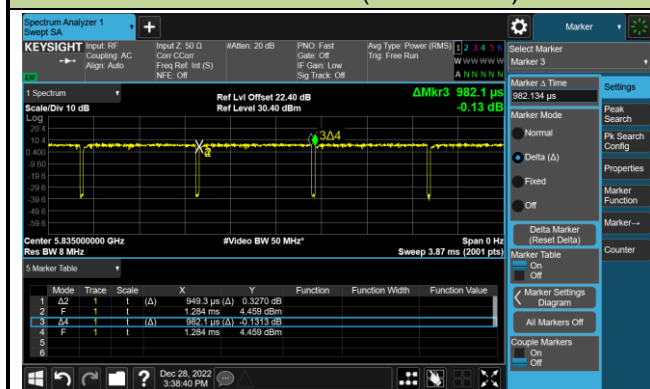 Spectrum Analyzer 1
Swept SA
+
Marker
KEYSIGHT
Input: RF
Coupling: AC
Align: Auto
Input Z: 50 Ω
Corr CCorr
Freq Ref: Int (S)
NFE: Off
#Atten: 20 dB
PNO: Fast
Gate: Off
IF Gain: Low
Sig Track: Off
Avg Type: Power (RMS)
Trig: Free Run
1 2 3 4 5 6
W W W W W W
A N N N N N
Select Marker
Marker 3
1 Spectrum
Scale/Div 10 dB
Log
Ref Lvl Offset 22.40 dB
Ref Level 30.40 dBm
ΔMkr3 982.1 µs
-0.13 dB
20.4
10.4
0.400
-9.60
-19.6
-29.6
-39.6
-49.6
-59.6
3Δ4
Center 5.835000000 GHz
Res BW 8 MHz
#Video BW 50 MHz*
Span 0 Hz
Sweep 3.87 ms (2001 pts)
5 Marker Table
Mode Trace Scale X Y Function Function Width Function Value
1 Δ2 1 t (Δ) 949.3 µs (Δ) 0.3270 dB
2 F 1 t 1.284 ms 4.459 dBm
3 Δ4 1 t (Δ) 982.1 µs (Δ) -0.1313 dB
4 F 1 t 1.284 ms 4.459 dBm
5
6
Marker Δ Time
982.134 µs
Marker Mode
Normal
Delta (Δ)
Fixed
Off
Delta Marker
(Reset Delta)
Marker Table
On
Off
Marker Settings
Diagram
All Markers Off
Couple Markers
On
Off
Settings
Peak
Search
Pk Search
Config
Properties
Marker
Function
Marker→
Counter
?
Dec 28, 2022
3:38:40 PM